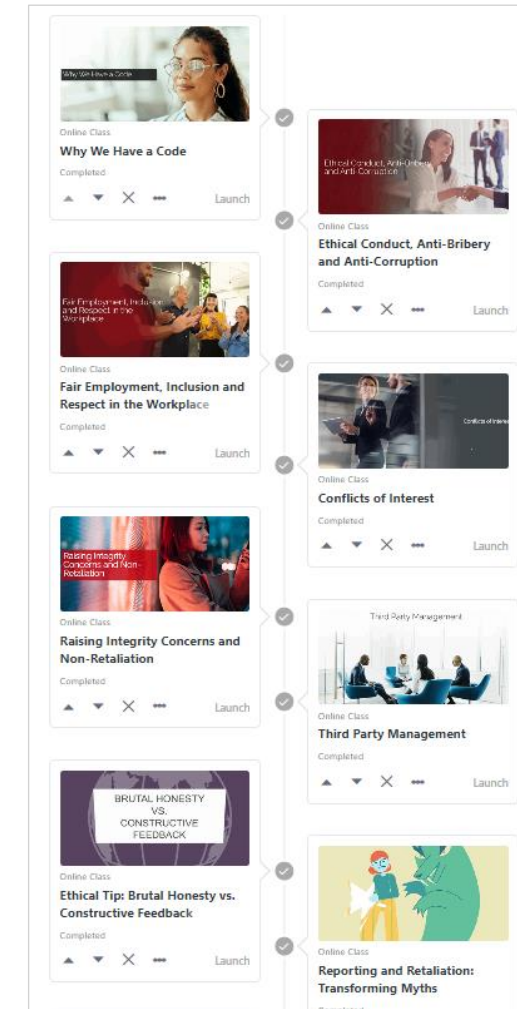 Why We Have a Code
Online Class
Why We Have a Code
Completed
Launch
Ethical Conduct, Anti-Bribery
and Anti-Corruption
Online Class
Ethical Conduct, Anti-Bribery
and Anti-Corruption
Completed
Launch
Fair Employment, Inclusion
and Respect in the
Workplace
Online Class
Fair Employment, Inclusion and
Respect in the Workplace
Completed
Launch
Conflicts of Interest
Online Class
Conflicts of Interest
Completed
Launch
Raising Integrity
Concerns and Non-
Retaliation
Online Class
Raising Integrity Concerns and
Non-Retaliation
Completed
Launch
Third Party Management
Online Class
Third Party Management
Completed
Launch
BRUTAL HONESTY
VS.
CONSTRUCTIVE
FEEDBACK
Online Class
Ethical Tip: Brutal Honesty vs.
Constructive Feedback
Completed
Launch
Online Class
Reporting and Retaliation:
Transforming Myths
Completed